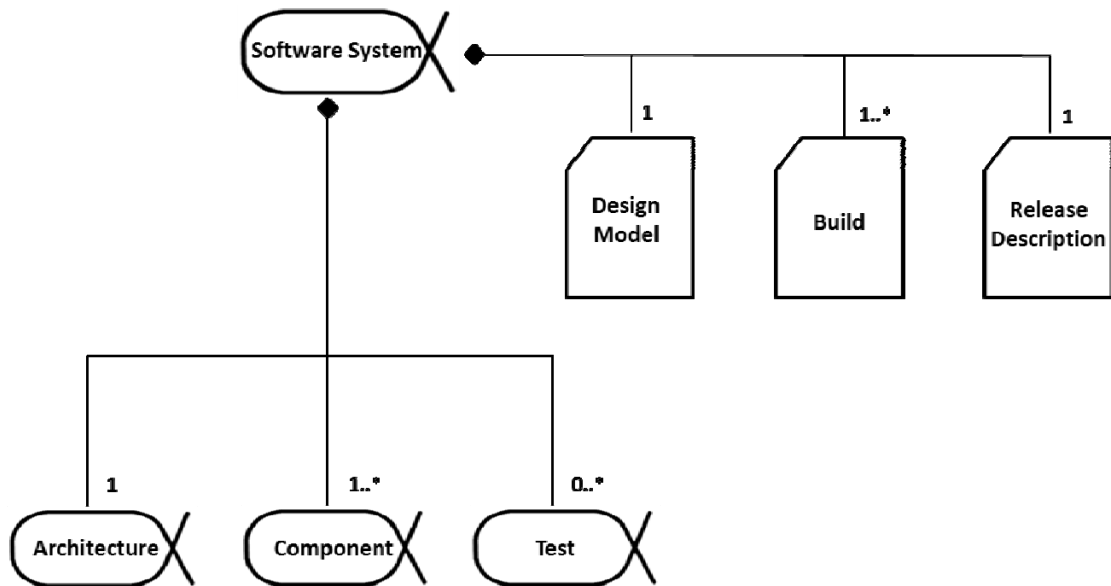 Software System
1
1..*
1
Design
Model
Build
Release
Description
1
1..*
0..*
Architecture
Component
Test